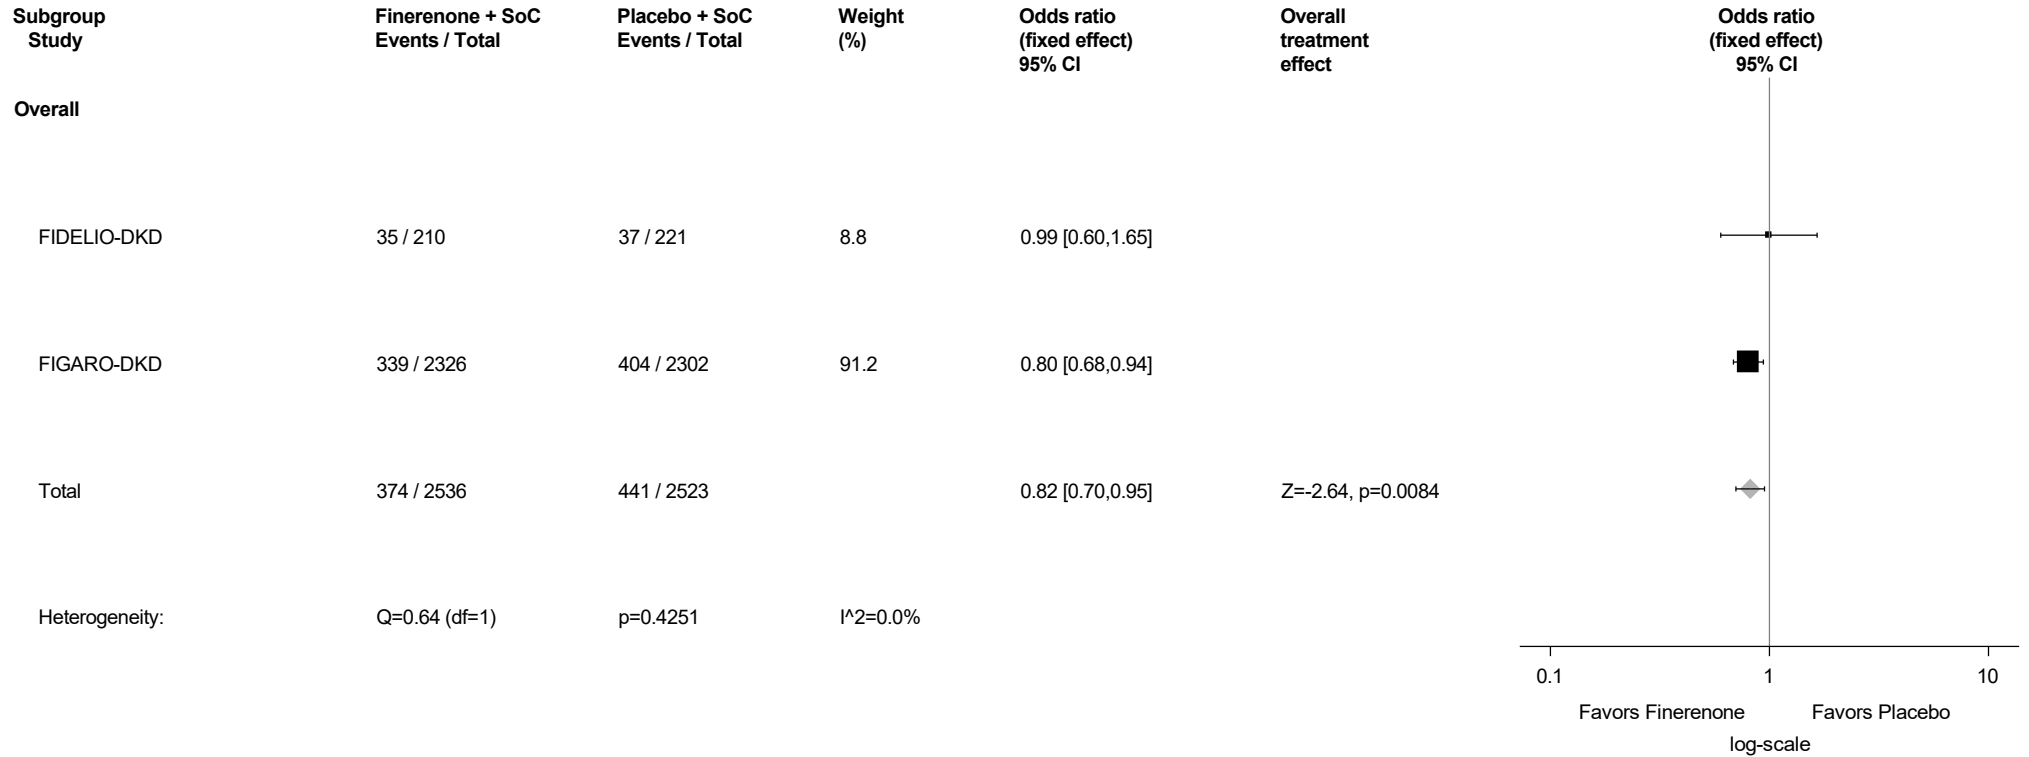 Subgroup Finerenone + SoC Placebo + SoC Weight Odds ratio Overall Odds ratio
Study Events / Total Events / Total (%) (fixed effect) treatment (fixed effect)
95% CI effect 95% CI
Overall
FIDELIO-DKD 35 / 210 37 / 221 8.8 0.99 [0.60,1.65]
FIGARO-DKD 339 / 2326 404 / 2302 91.2 0.80 [0.68,0.94]
Total 374 / 2536 441 / 2523 0.82 [0.70,0.95] Z=-2.64, p=0.0084
Heterogeneity: Q=0.64 (df=1) p=0.4251 I^2=0.0%
0.1 1 10
Favors Finerenone Favors Placebo
log-scale